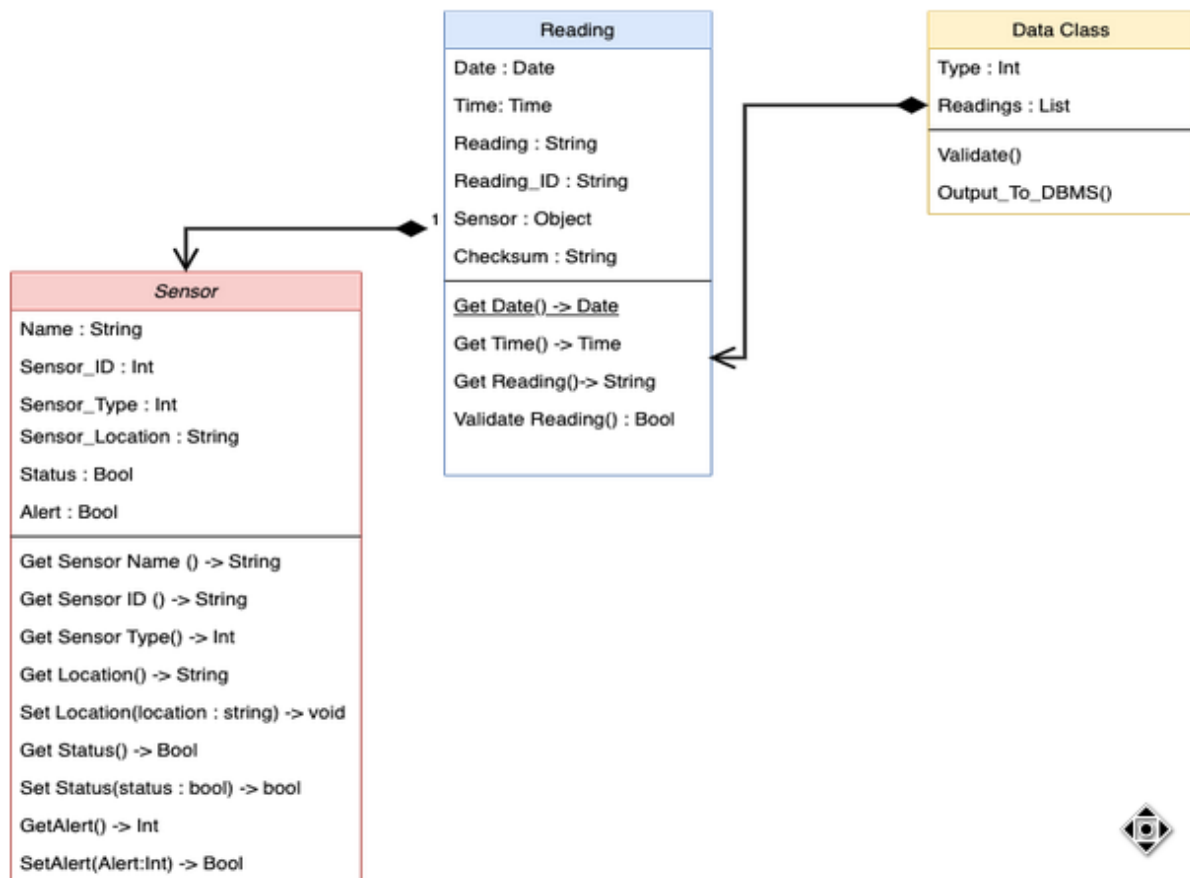 Reading
Date : Date
Time: Time
Reading : String
Reading_ID : String
Sensor : Object
Checksum : String
Get Date() -> Date
Get Time() -> Time
Get Reading()-> String
Validate Reading() : Bool
Data Class
Type : Int
Readings : List
Validate()
Output_To_DBMS()
1
Sensor
Name : String
Sensor_ID : Int
Sensor_Type : Int
Sensor_Location : String
Status : Bool
Alert : Bool
Get Sensor Name () -> String
Get Sensor ID () -> String
Get Sensor Type() -> Int
Get Location() -> String
Set Location(location : string) -> void
Get Status() -> Bool
Set Status(status : bool) -> bool
GetAlert() -> Int
SetAlert(Alert:Int) -> Bool